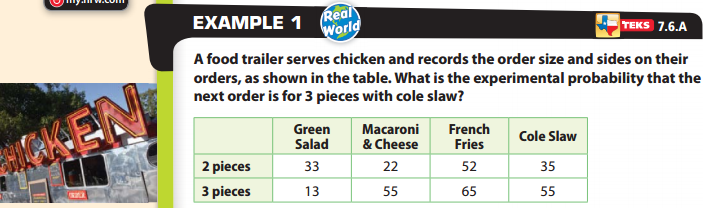 my.hrw.com
EXAMPLE 1 Real World TEKS 7.6.A
A food trailer serves chicken and records the order size and sides on their
orders, as shown in the table. What is the experimental probability that the
next order is for 3 pieces with cole slaw?
Green Salad Macaroni & Cheese French Fries Cole Slaw
2 pieces 33 22 52 35
3 pieces 13 55 65 55
HICKEN